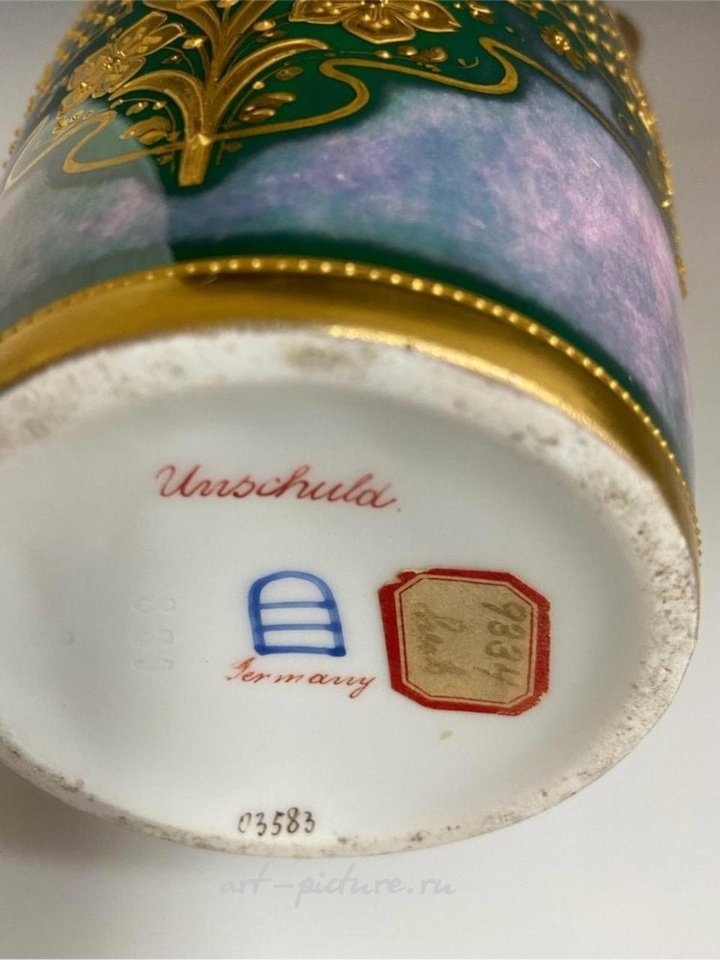 Unschuld.
Germany
9334
03583
art-picture.ru